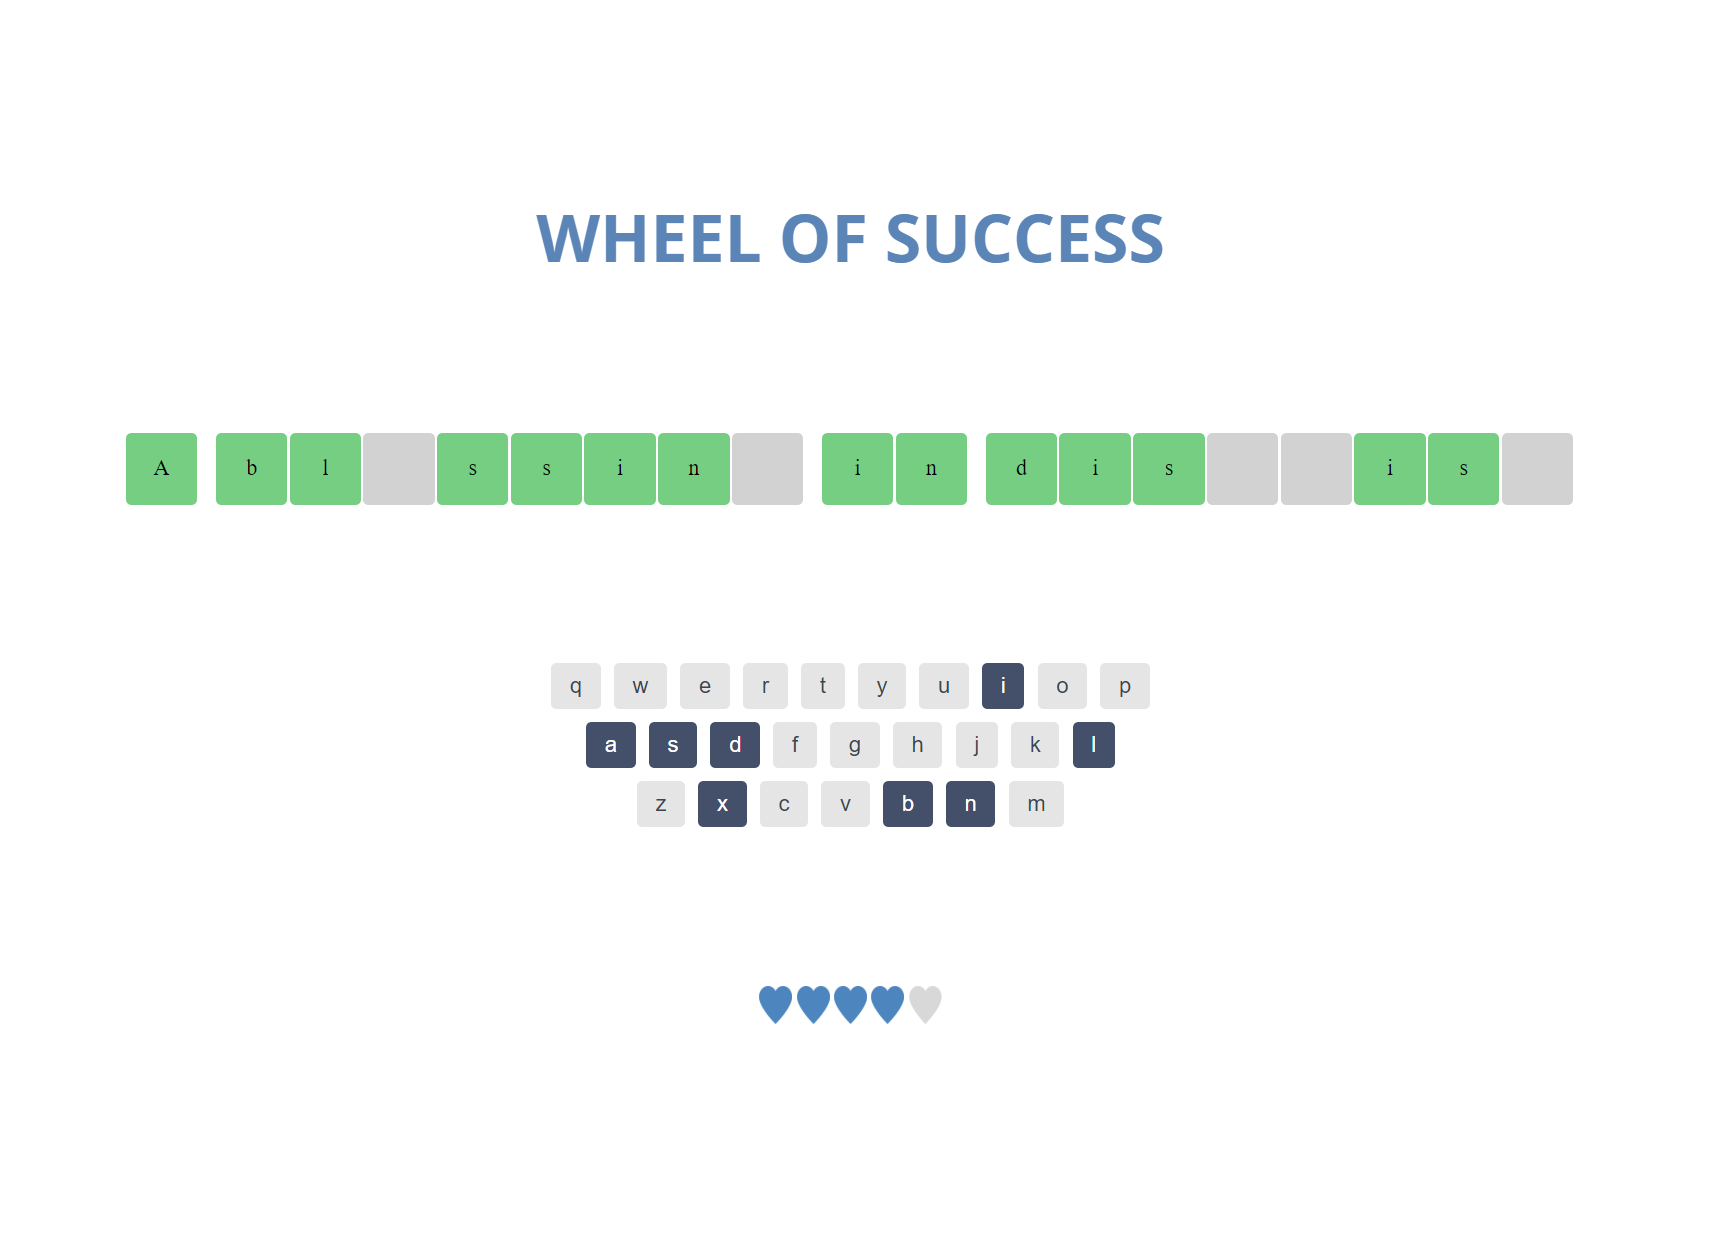 WHEEL OF SUCCESS
A bl ssin in dis is
q w e r t y u i o p
a s d f g h j k l
z x c v b n m